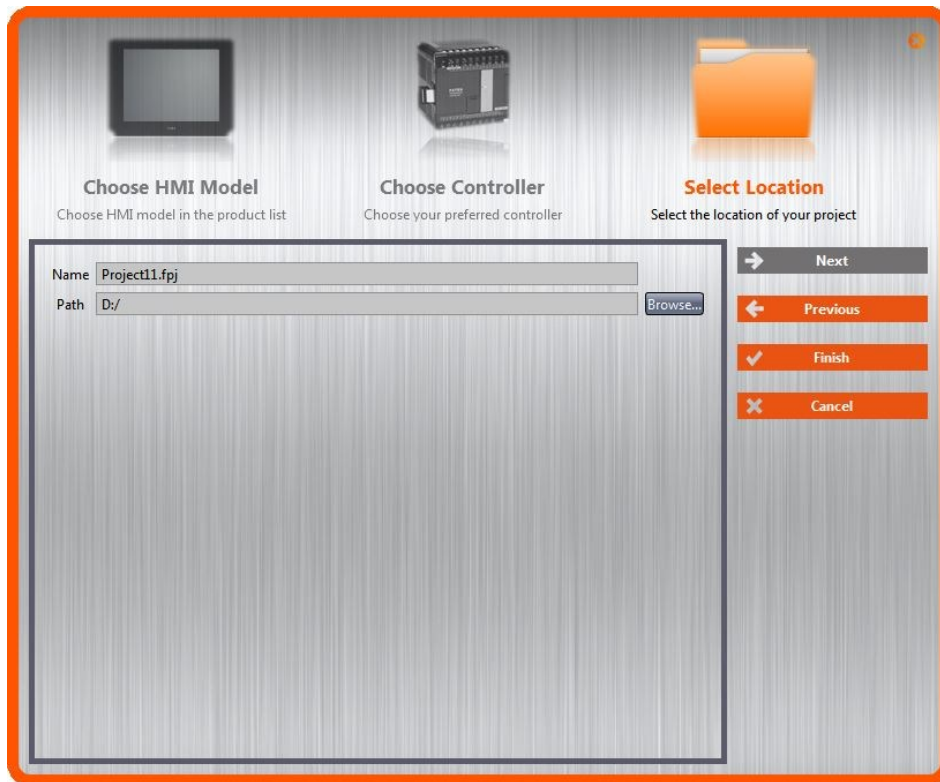 Choose HMI Model
Choose HMI model in the product list
Choose Controller
Choose your preferred controller
Select Location
Select the location of your project
Name Project11.fpj
Path D:/ Browse...
Next
Previous
Finish
Cancel